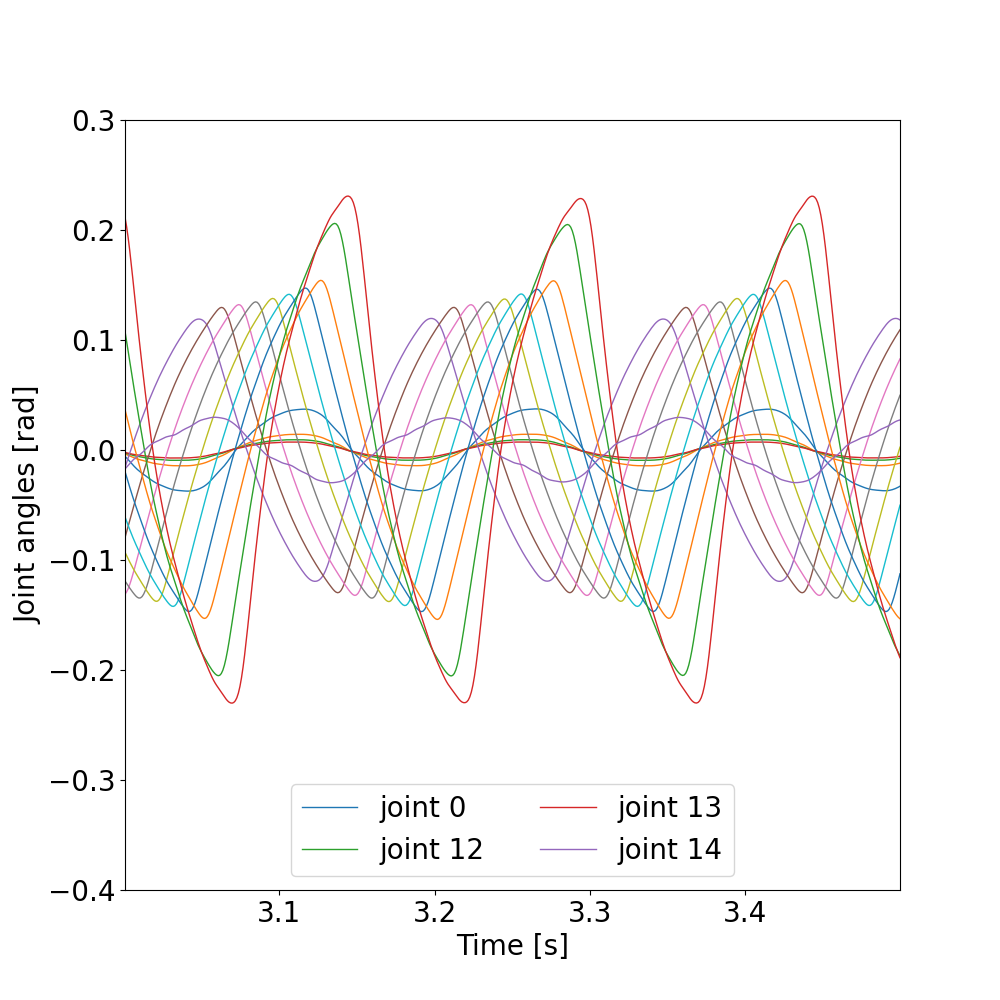 0.3
0.2
0.1
0.0
−0.1
−0.2
−0.3
−0.4
Joint angles [rad]
joint 0
joint 12
joint 13
joint 14
3.1 3.2 3.3 3.4
Time [s]